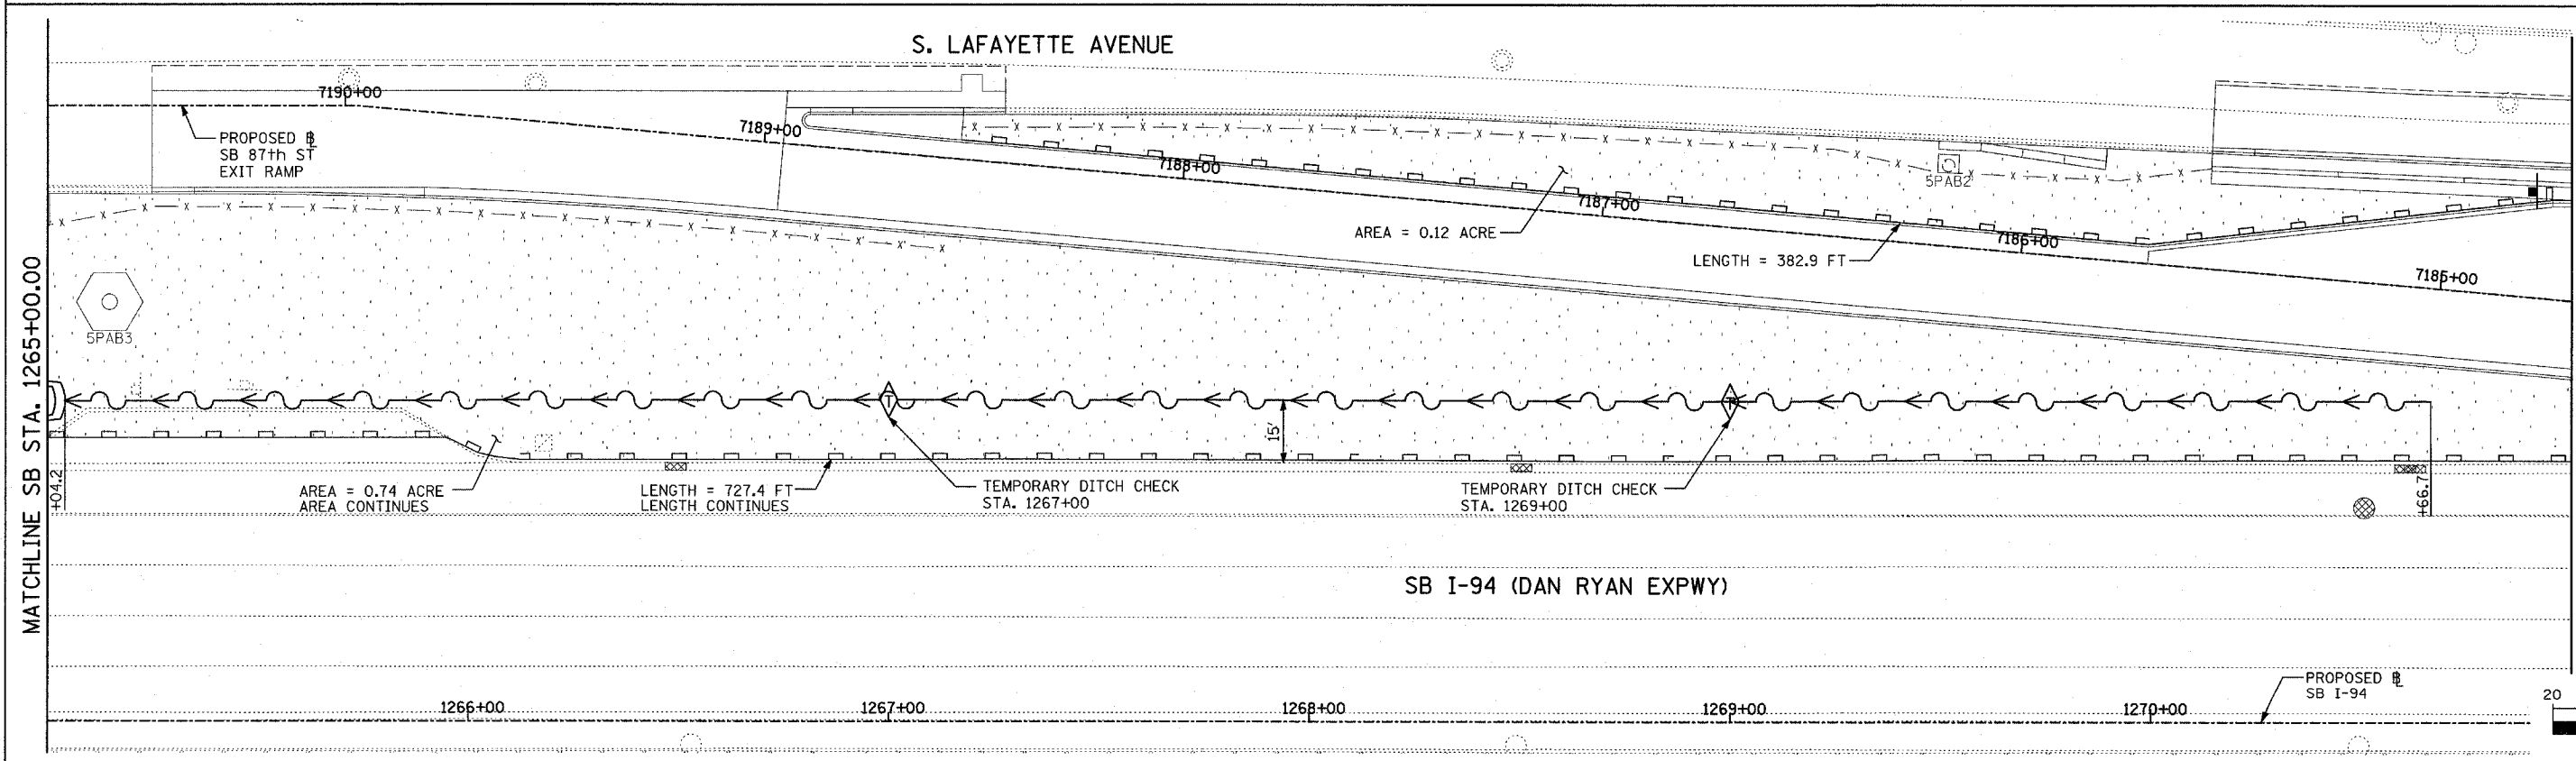 S. LAFAYETTE AVENUE
7190+00
PROPOSED B
SB 87th ST
EXIT RAMP
7189+00
7188+00
7187+00
5PAB2
AREA = 0.12 ACRE
7186+00
LENGTH = 382.9 FT
7185+00
MATCHLINE SB STA. 1265+00.00
5PAB3
T
T
15'
+04.2
AREA = 0.74 ACRE
AREA CONTINUES
LENGTH = 727.4 FT
LENGTH CONTINUES
TEMPORARY DITCH CHECK
STA. 1267+00
TEMPORARY DITCH CHECK
STA. 1269+00
+66.7
SB I-94 (DAN RYAN EXPWY)
PROPOSED B
SB I-94
20
1266+00
1267+00
1268+00
1269+00
1270+00